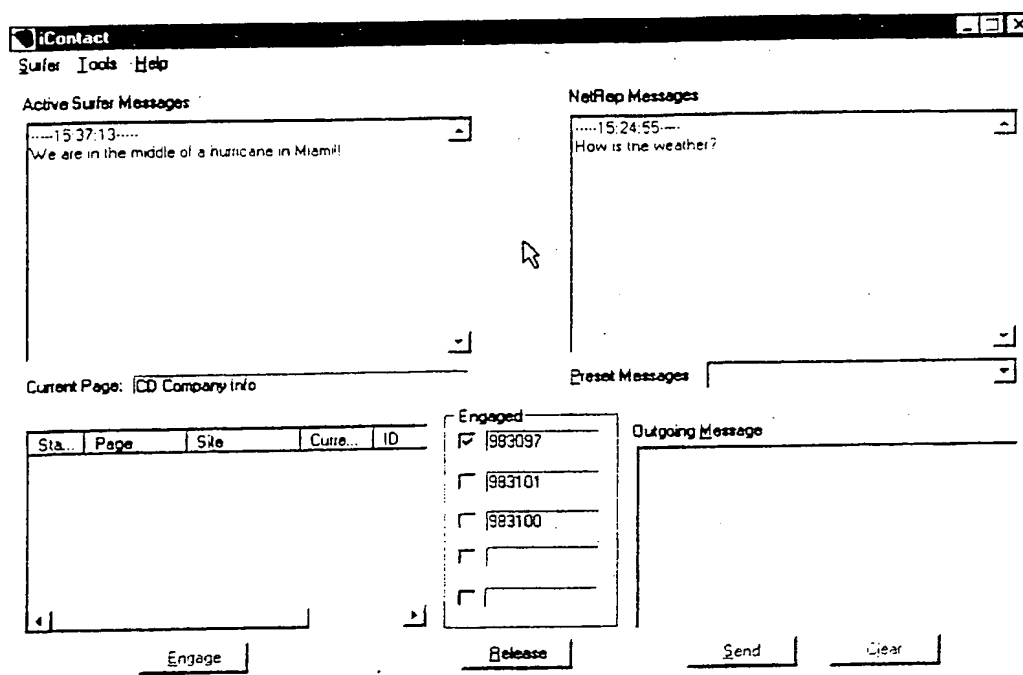 iContact
Surfer Tools Help
Active Surfer Messages
-----15:37:13-----
We are in the middle of a hurricane in Miami!!
NetRep Messages
-----15:24:55-----
How is the weather?
Current Page: CD Company Info
Preset Messages
Sta... Page Site Curre... ID
Engaged
983097
983101
983100
Outgoing Message
Engage
Release
Send Clear